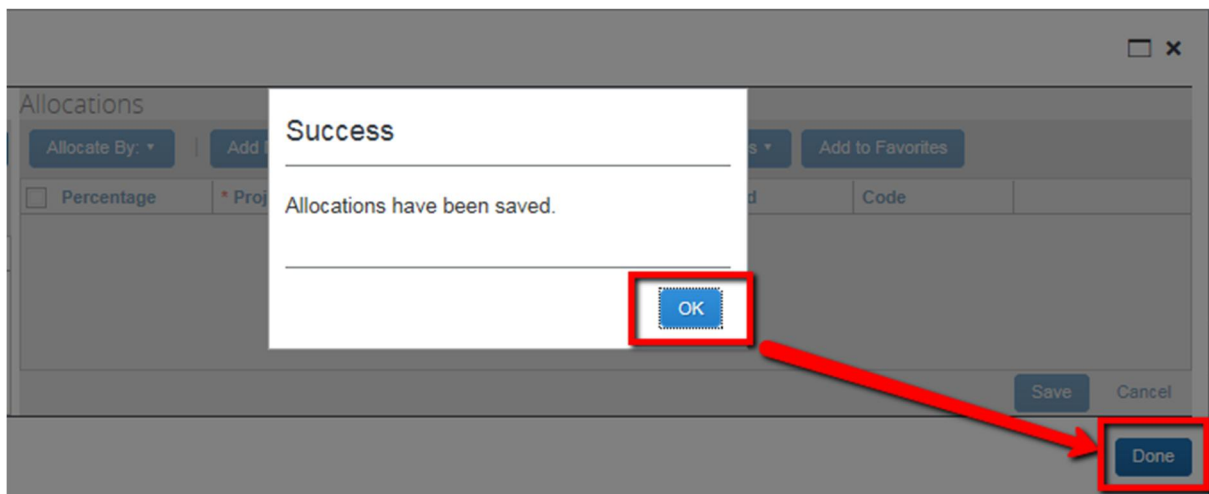 Allocations
Allocate By:
Add
Success
Add to Favorites
Percentage
* Proj
Code
Allocations have been saved.
OK
Save
Cancel
Done